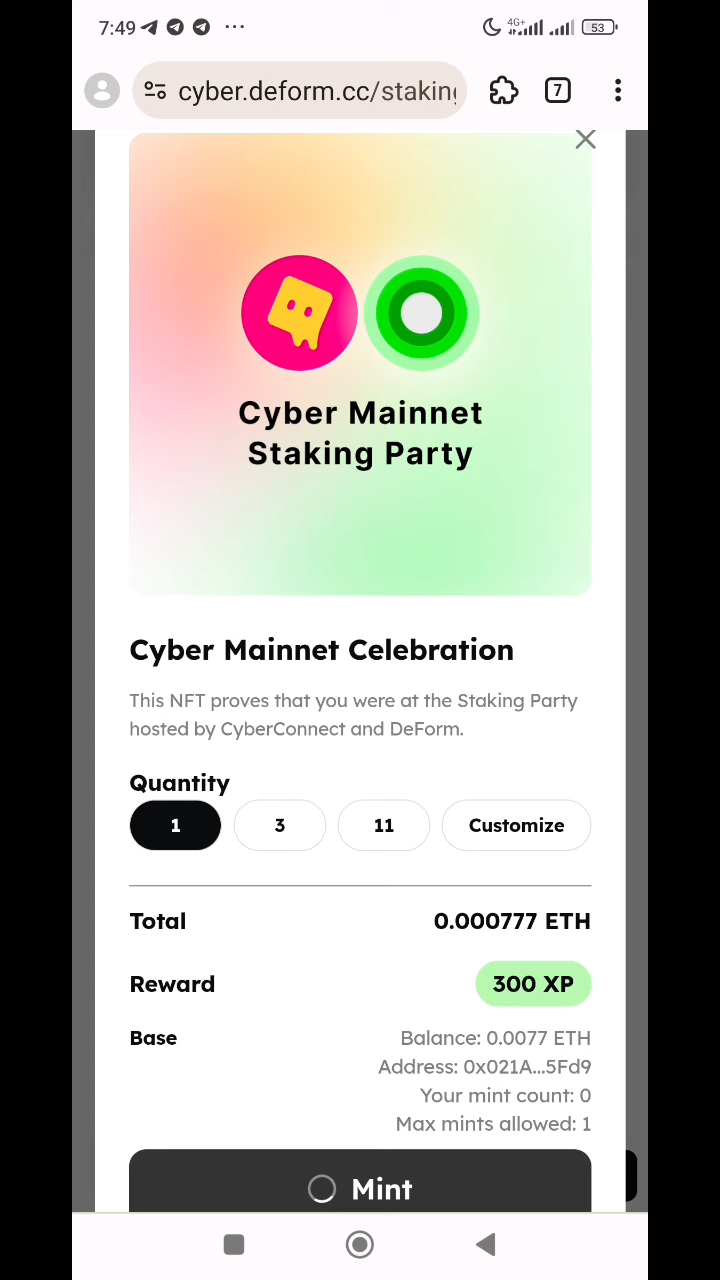 7:49
4G+
53
cyber.deform.cc/staking
7
Cyber Mainnet
Staking Party
Cyber Mainnet Celebration
This NFT proves that you were at the Staking Party
hosted by CyberConnect and DeForm.
Quantity
1 3 11 Customize
Total 0.000777 ETH
Reward 300 XP
Base Balance: 0.0077 ETH
Address: 0x021A...5Fd9
Your mint count: 0
Max mints allowed: 1
Mint